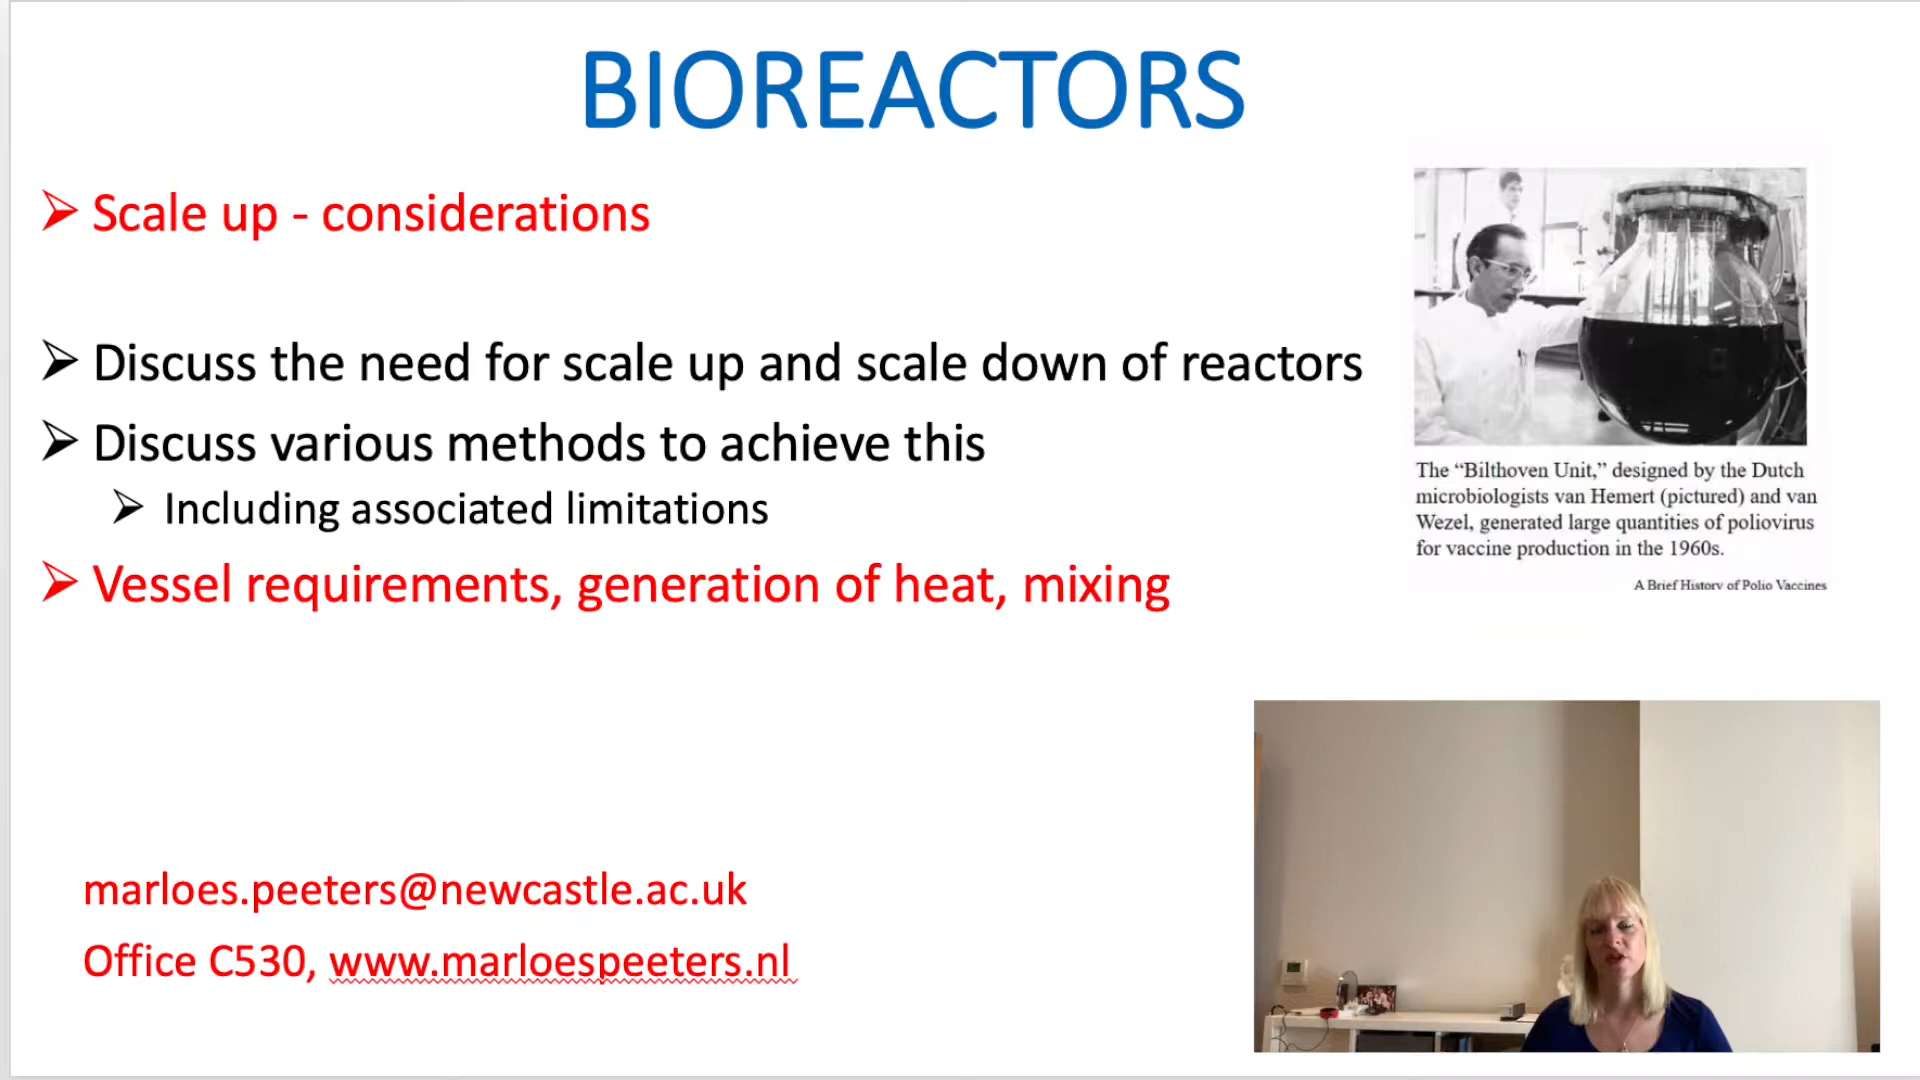 BIOREACTORS
➢ Scale up - considerations
➢ Discuss the need for scale up and scale down of reactors
➢ Discuss various methods to achieve this
➢ Including associated limitations
➢ Vessel requirements, generation of heat, mixing
The “Bilthoven Unit,” designed by the Dutch
microbiologists van Hemert (pictured) and van
Wezel, generated large quantities of poliovirus
for vaccine production in the 1960s.
A Brief History of Polio Vaccines
marloes.peeters@newcastle.ac.uk
Office C530, www.marloespeeters.nl